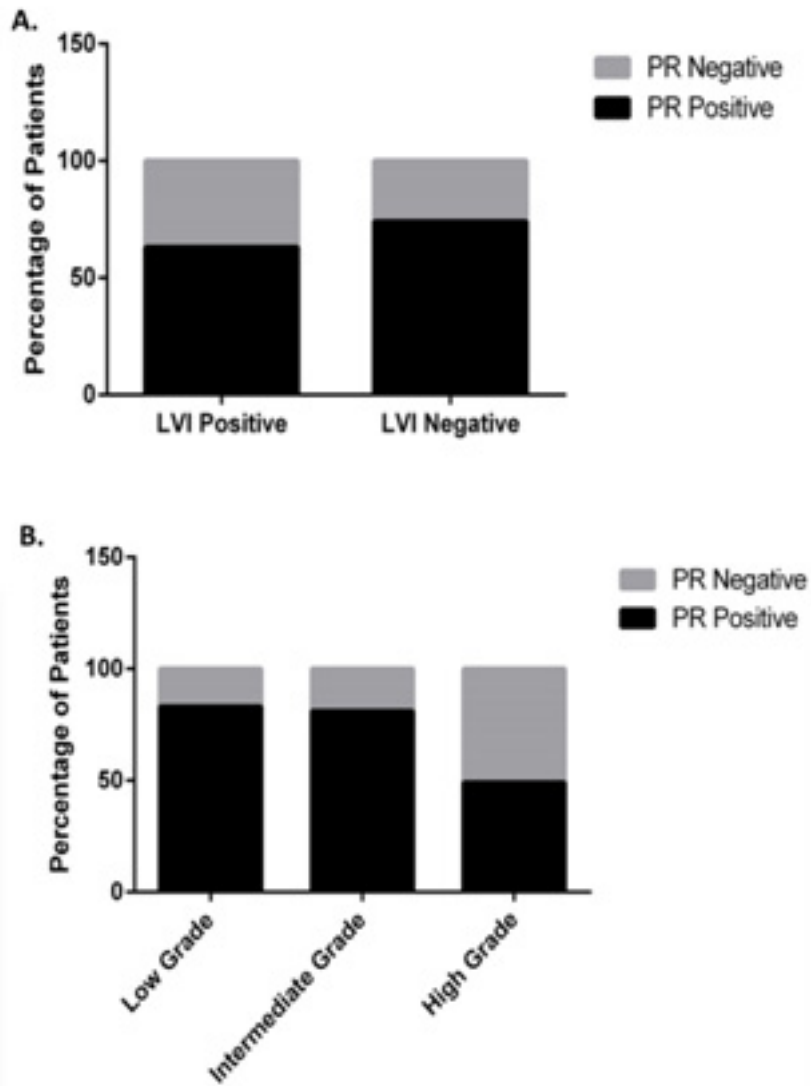 A.
150
100
50
0
Percentage of Patients
PR Negative
PR Positive
LVI Positive
LVI Negative
B.
150
100
50
0
Percentage of Patients
PR Negative
PR Positive
Low Grade
Intermediate Grade
High Grade